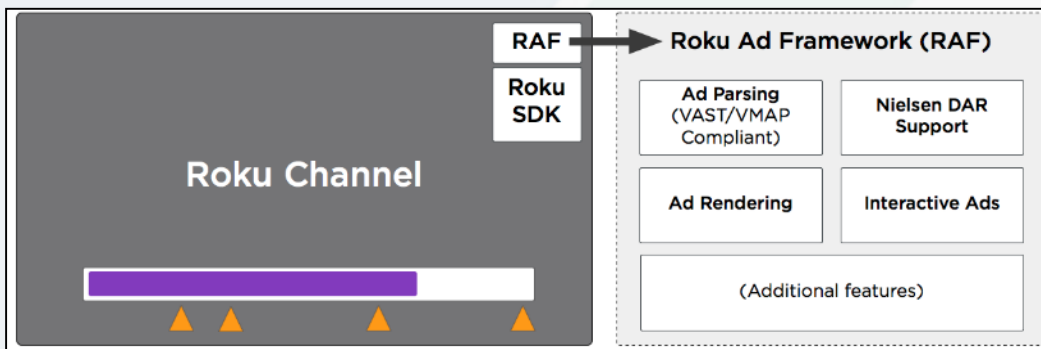 RAF
Roku
SDK
Roku Channel
Roku Ad Framework (RAF)
Ad Parsing
(VAST/VMAP
Compliant)
Nielsen DAR
Support
Ad Rendering
Interactive Ads
(Additional features)